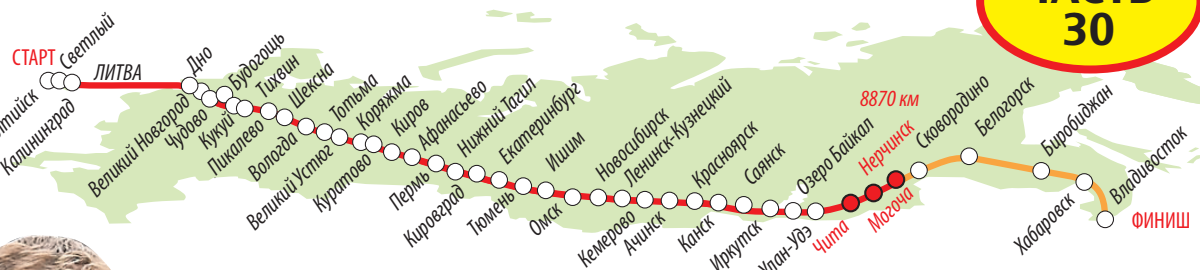 30
СТАРТ
Светлый
Калининград
ЛИТВА
Дно
Великий Новгород
Чудово
Будогощь
Кукуй
Тихвин
Пикалево
Шексна
Вологда
Тотьма
Великий Устюг
Коряжма
Куратово
Киров
Афанасьево
Пермь
Нижний Тагил
Кировград
Екатеринбург
Тюмень
Ишим
Омск
Новосибирск
Кемерово
Ленинск-Кузнецкий
Ачинск
Красноярск
Канск
Саянск
Иркутск
Озеро Байкал
Улан-Удэ
Чита
8870 км
Нерчинск
Могоча
Сковородино
Белогорск
Биробиджан
Хабаровск
Владивосток
ФИНИШ